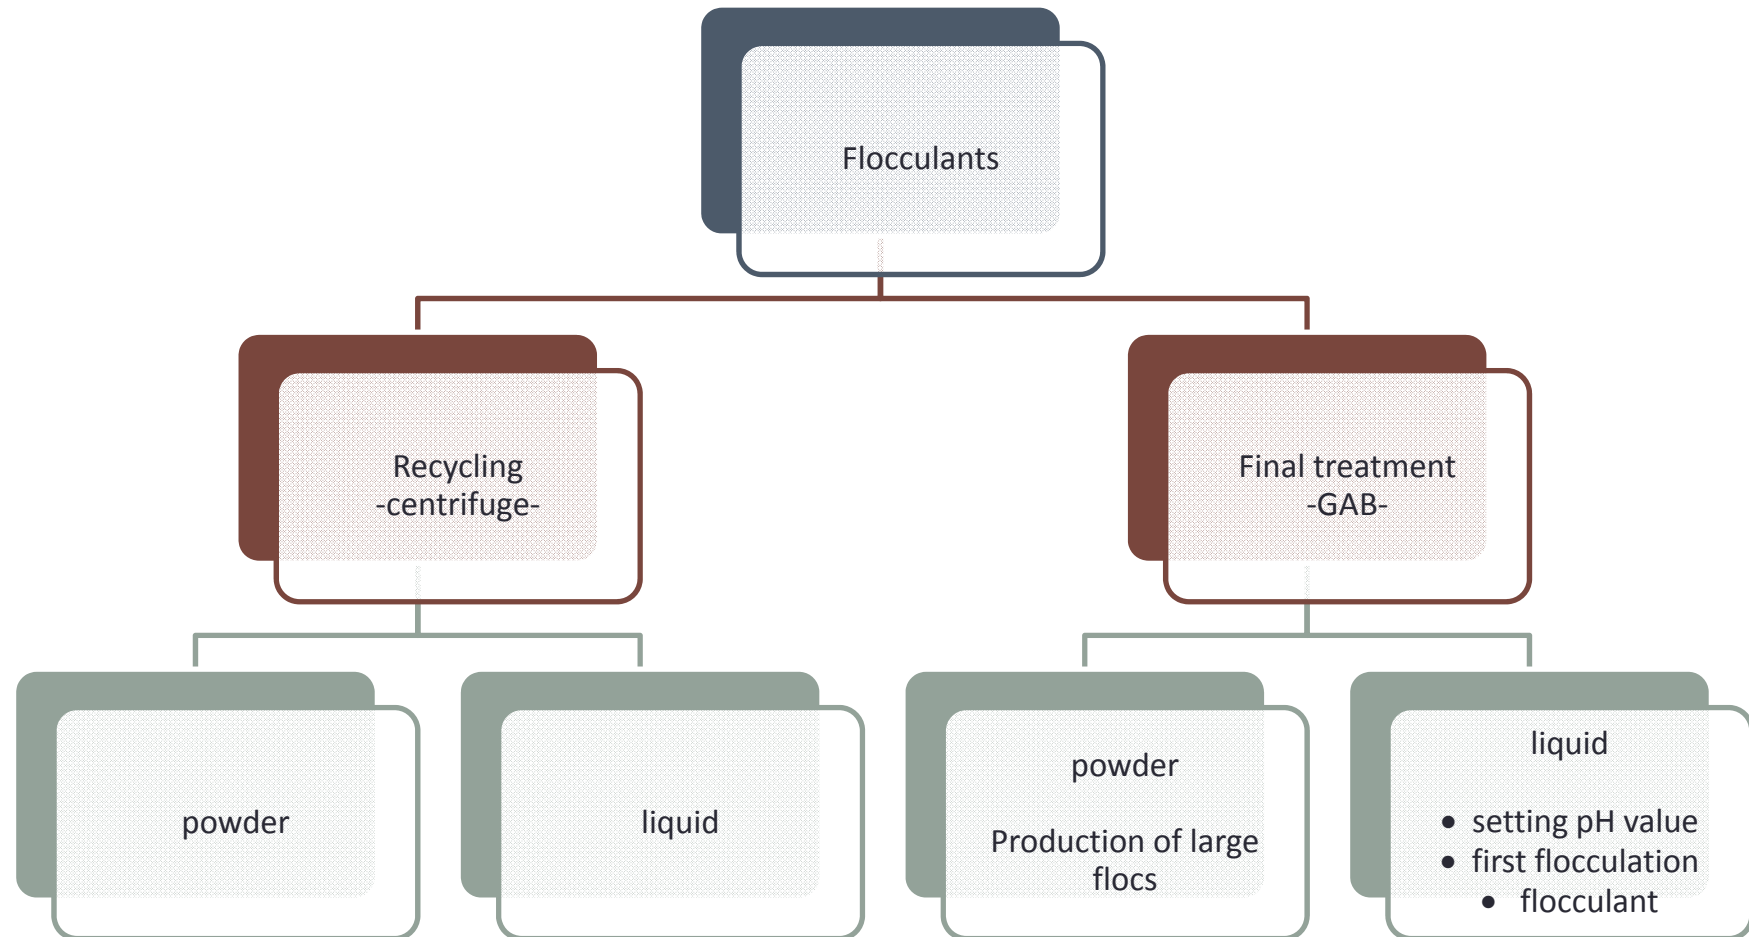 Flocculants
Recycling
-centrifuge-
Final treatment
-GAB-
powder
liquid
powder
Production of large
flocs
liquid
• setting pH value
• first flocculation
• flocculant